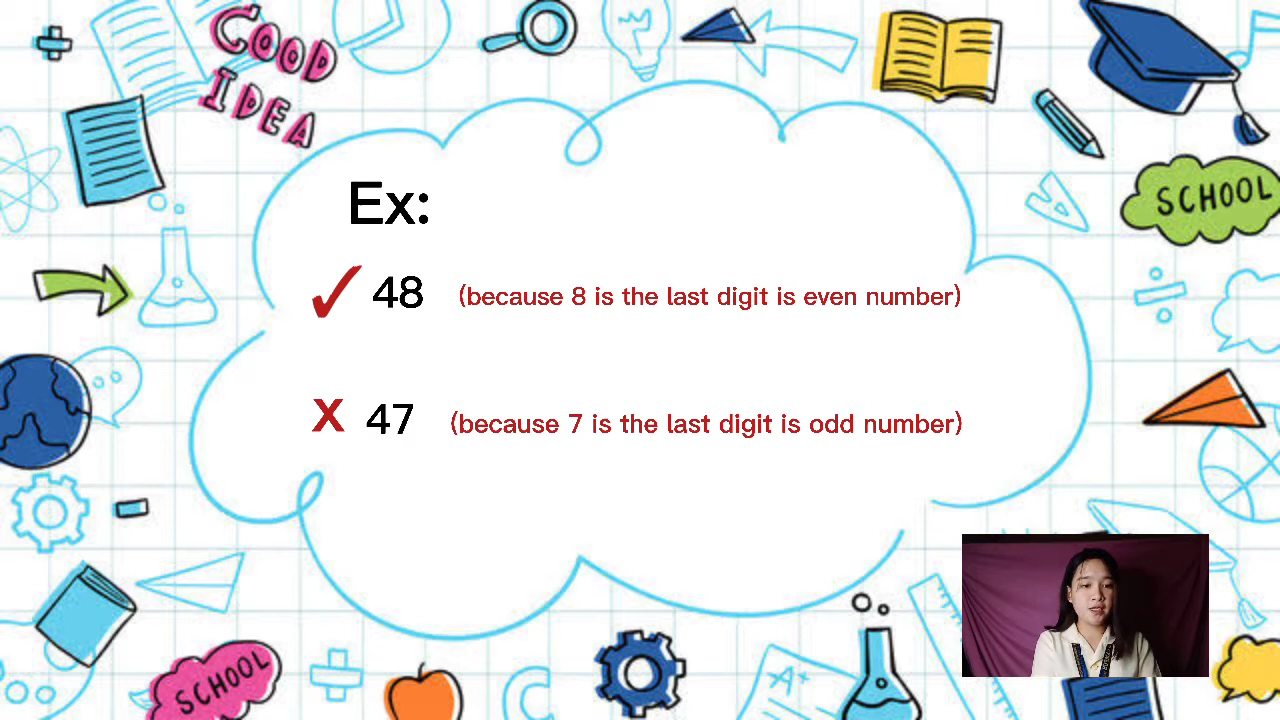 GOOD
IDEA
SCHOOL
Ex:
✓ 48 (because 8 is the last digit is even number)
X 47 (because 7 is the last digit is odd number)
SCHOOL
A+